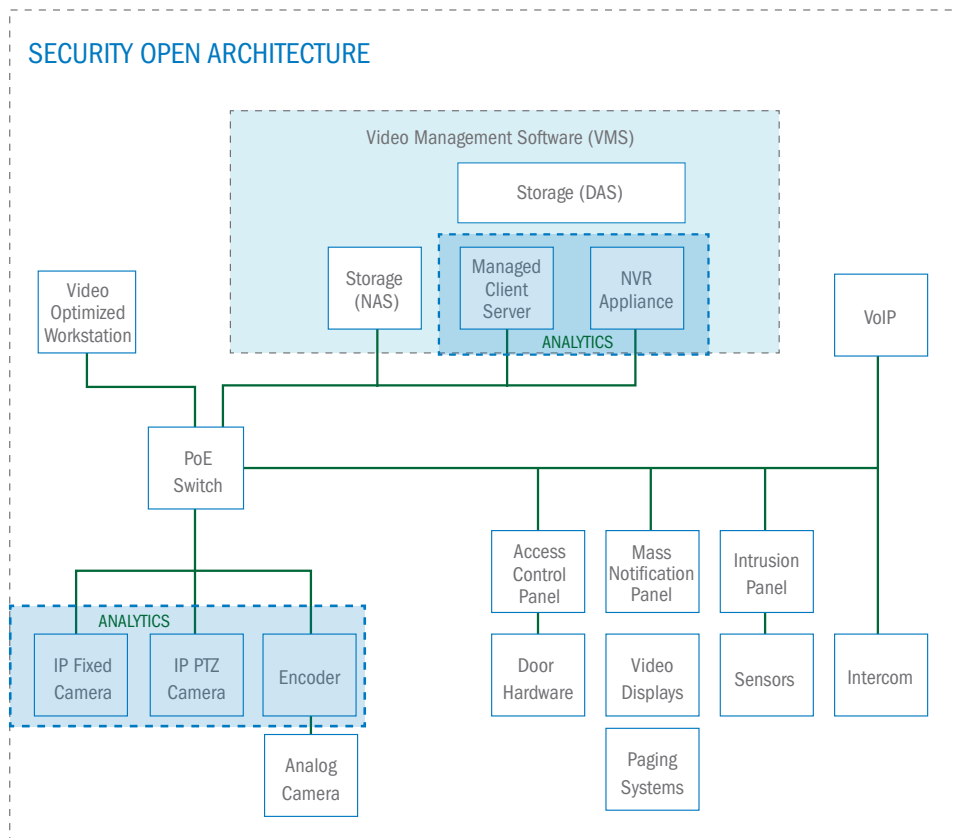 SECURITY OPEN ARCHITECTURE
Video Management Software (VMS)
Storage (DAS)
Storage
(NAS)
Managed
Client
Server
NVR
Appliance
ANALYTICS
Video
Optimized
Workstation
VoIP
PoE
Switch
Access
Control
Panel
Mass
Notification
Panel
Intrusion
Panel
ANALYTICS
IP Fixed
Camera
IP PTZ
Camera
Encoder
Door
Hardware
Video
Displays
Sensors
Intercom
Analog
Camera
Paging
Systems